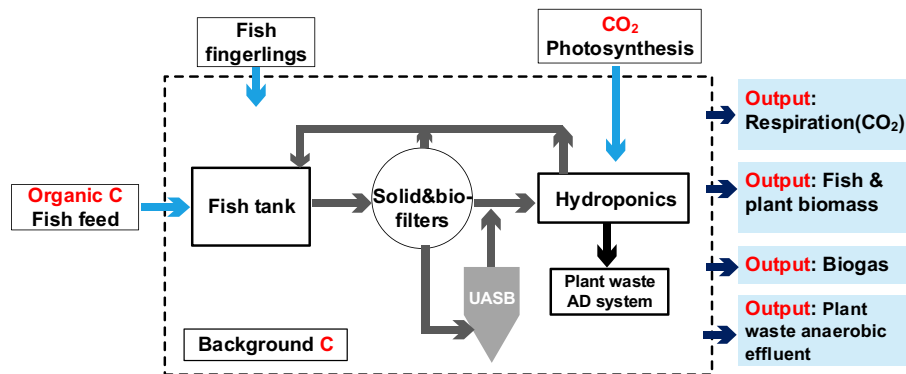 Fish
fingerlings
CO₂
Photosynthesis
Organic C
Fish feed
Fish tank
Solid&bio-
filters
Hydroponics
UASB
Plant waste
AD system
Background C
Output:
Respiration(CO₂)
Output: Fish &
plant biomass
Output: Biogas
Output: Plant
waste anaerobic
effluent